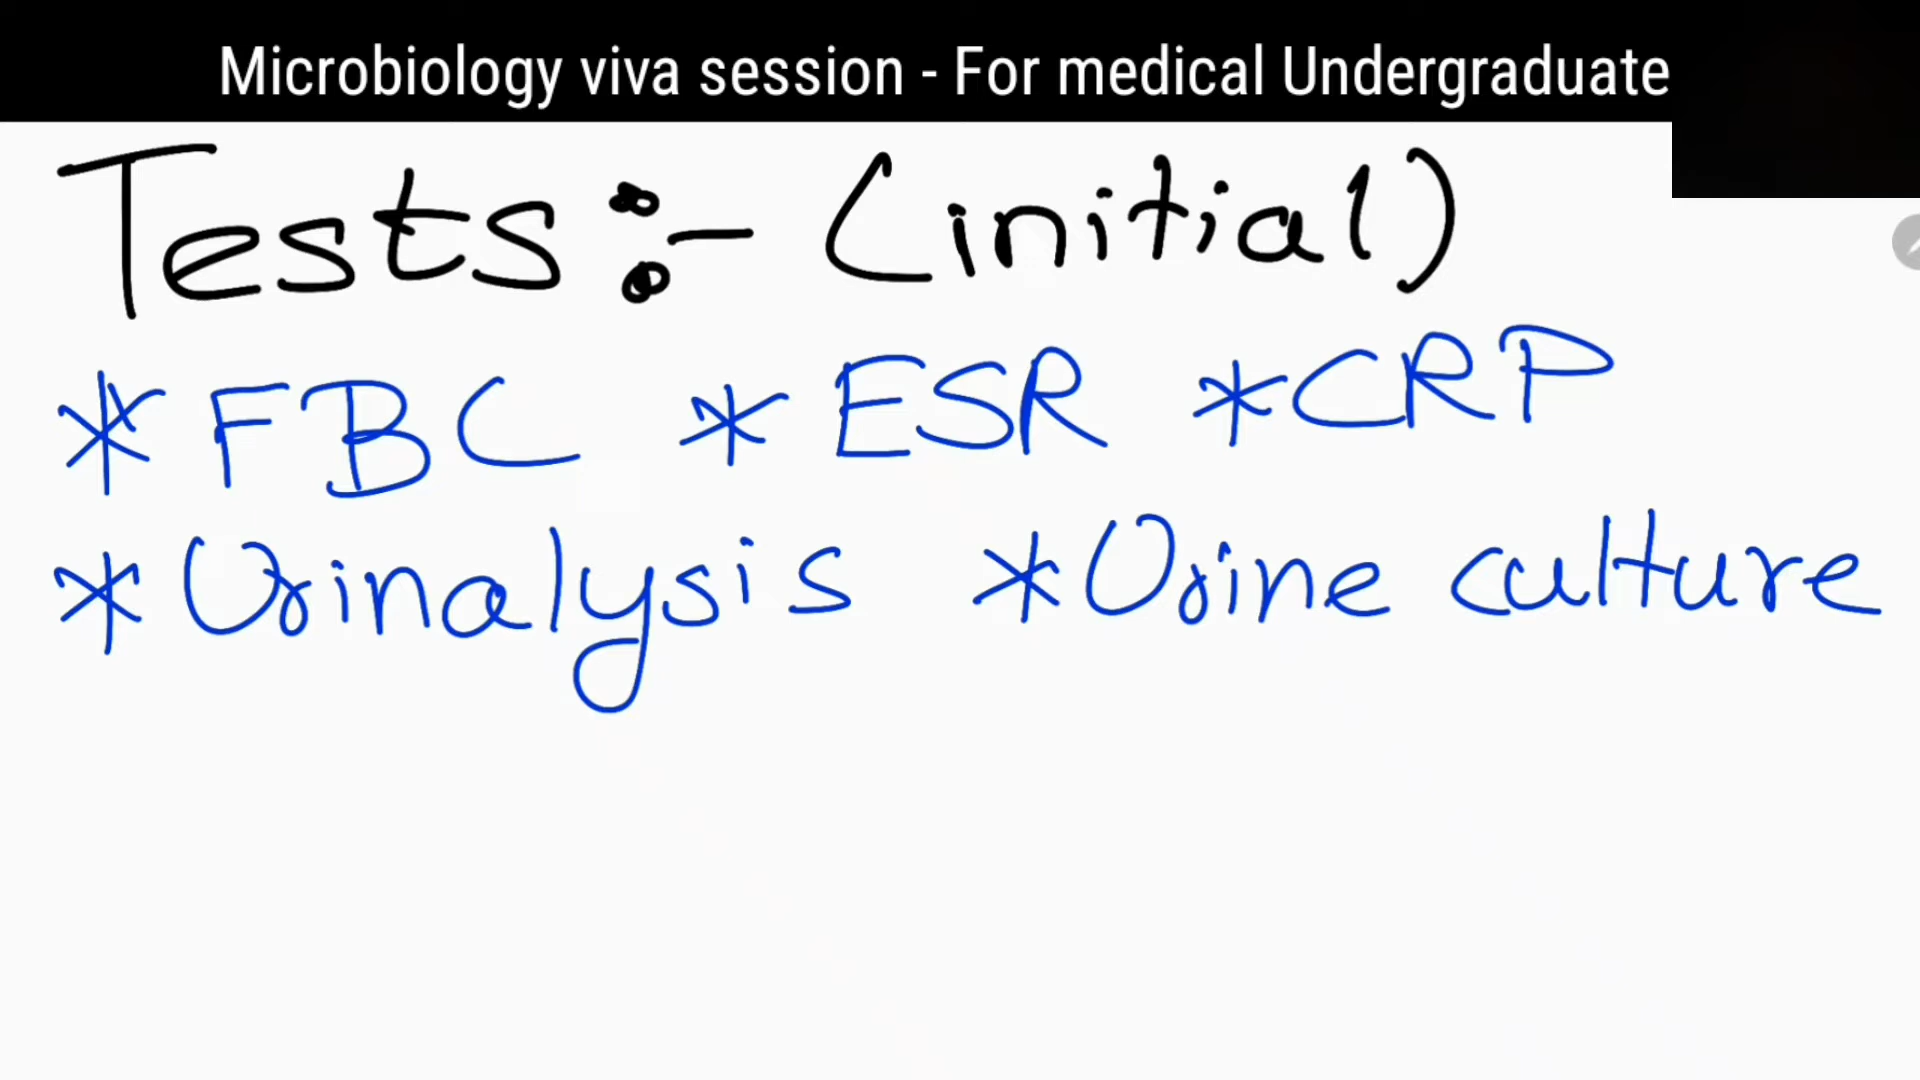 Microbiology viva session - For medical Undergraduate
Tests :- (initial)
* FBC * ESR * CRP
* Urinalysis * Urine culture